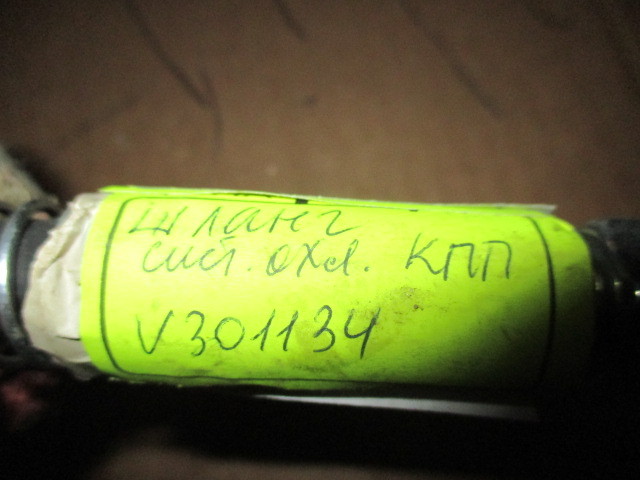 Шланг
сист. охл. КПП
V301134